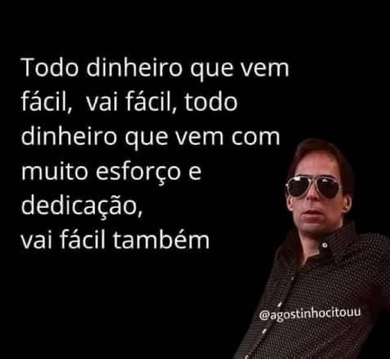 Todo dinheiro que vem
fácil,  vai fácil, todo
dinheiro que vem com
muito esforço e
dedicação,
vai fácil também
@agostinhocitouu